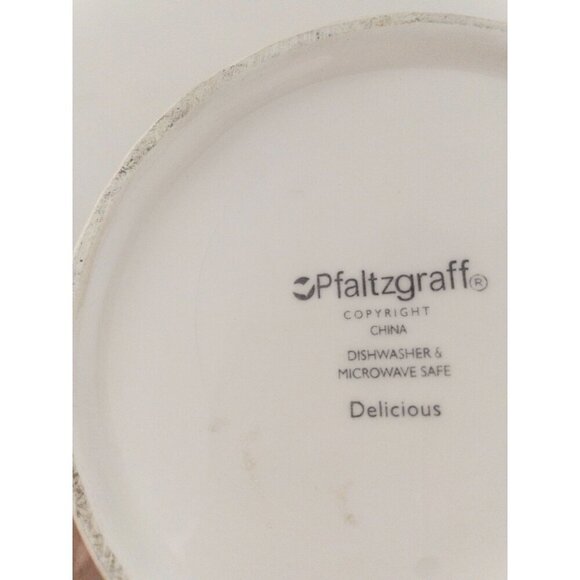 Pfaltzgraff®
COPYRIGHT
CHINA
DISHWASHER &
MICROWAVE SAFE
Delicious